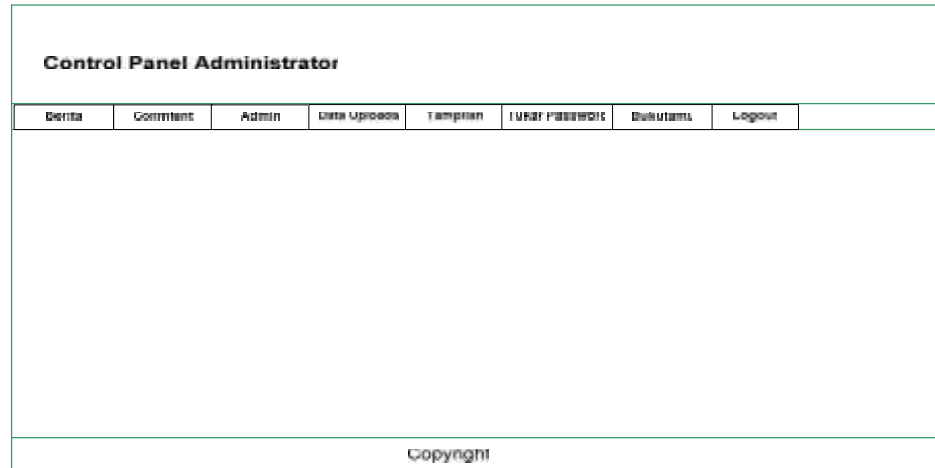 Control Panel Administrator
Berita Comment Admin Data Uploads Tampilan Tukar Password Bukutamu Logout
Copyright